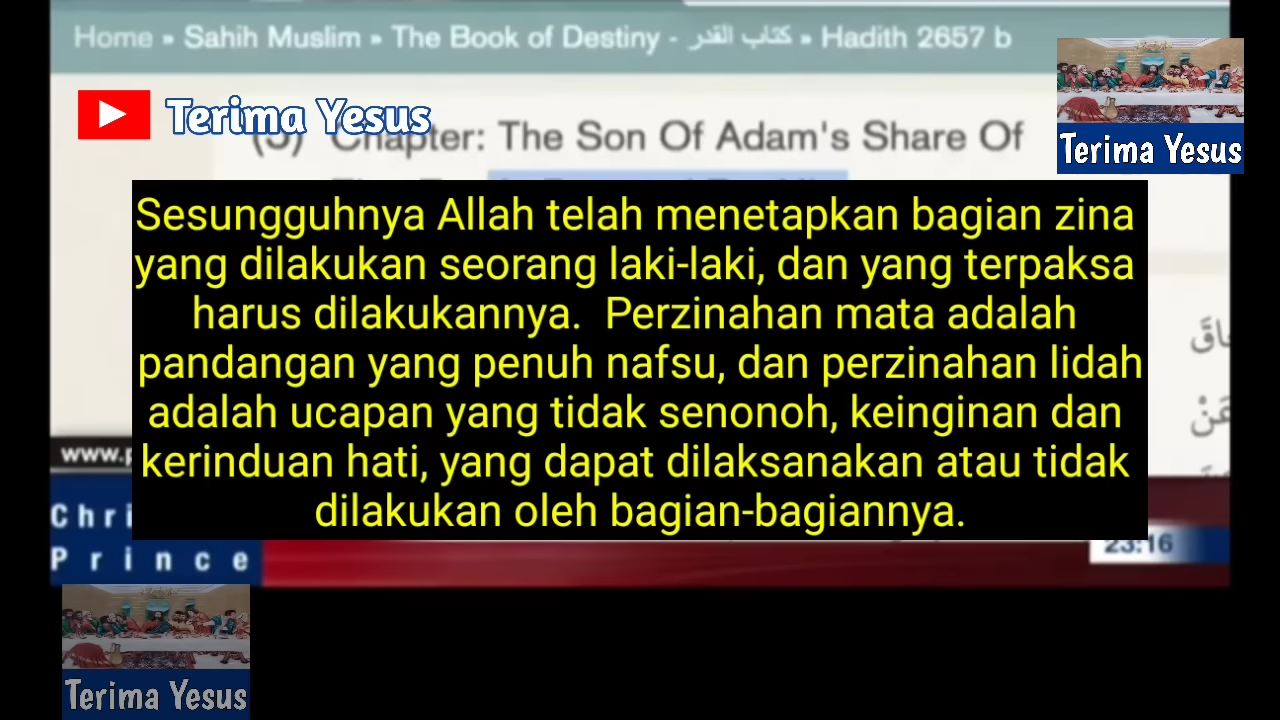 Home » Sahih Muslim » The Book of Destiny - كتاب القدر » Hadith 2657 b
Terima Yesus
Terima Yesus
(5) Chapter: The Son Of Adam's Share Of
Sesungguhnya Allah telah menetapkan bagian zina
yang dilakukan seorang laki-laki, dan yang terpaksa
harus dilakukannya. Perzinahan mata adalah
pandangan yang penuh nafsu, dan perzinahan lidah
adalah ucapan yang tidak senonoh, keinginan dan
kerinduan hati, yang dapat dilaksanakan atau tidak
dilakukan oleh bagian-bagiannya.
www.
Chri
Prince
23:16
Terima Yesus